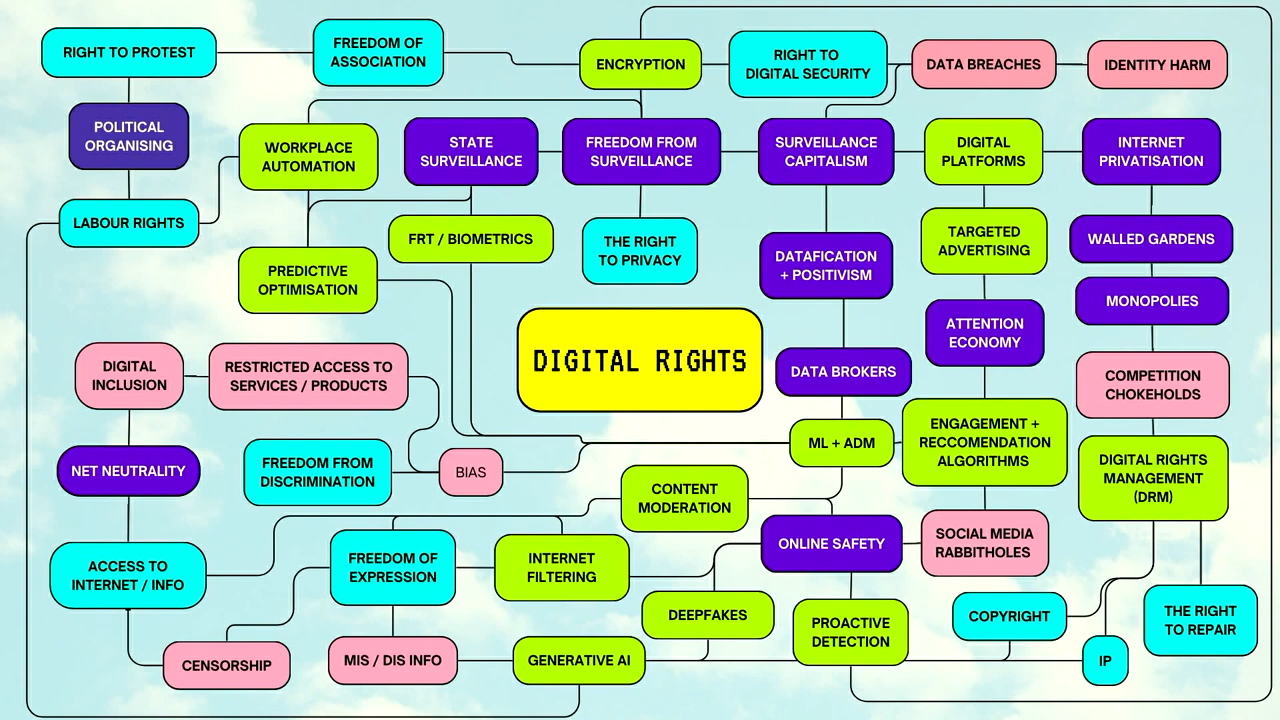 RIGHT TO PROTEST
FREEDOM OF
ASSOCIATION
ENCRYPTION
RIGHT TO
DIGITAL SECURITY
DATA BREACHES
IDENTITY HARM
POLITICAL
ORGANISING
WORKPLACE
AUTOMATION
STATE
SURVEILLANCE
FREEDOM FROM
SURVEILLANCE
SURVEILLANCE
CAPITALISM
DIGITAL
PLATFORMS
INTERNET
PRIVATISATION
LABOUR RIGHTS
FRT / BIOMETRICS
THE RIGHT
TO PRIVACY
TARGETED
ADVERTISING
WALLED GARDENS
PREDICTIVE
OPTIMISATION
DATAFICATION
+ POSITIVISM
MONOPOLIES
ATTENTION
ECONOMY
DIGITAL RIGHTS
DIGITAL
INCLUSION
RESTRICTED ACCESS TO
SERVICES / PRODUCTS
DATA BROKERS
COMPETITION
CHOKEHOLDS
NET NEUTRALITY
FREEDOM FROM
DISCRIMINATION
BIAS
ML + ADM
ENGAGEMENT +
RECCOMENDATION
ALGORITHMS
DIGITAL RIGHTS
MANAGEMENT
(DRM)
CONTENT
MODERATION
ONLINE SAFETY
SOCIAL MEDIA
RABBITHOLES
ACCESS TO
INTERNET / INFO
FREEDOM OF
EXPRESSION
INTERNET
FILTERING
DEEPFAKES
PROACTIVE
DETECTION
COPYRIGHT
THE RIGHT
TO REPAIR
CENSORSHIP
MIS / DIS INFO
GENERATIVE AI
IP